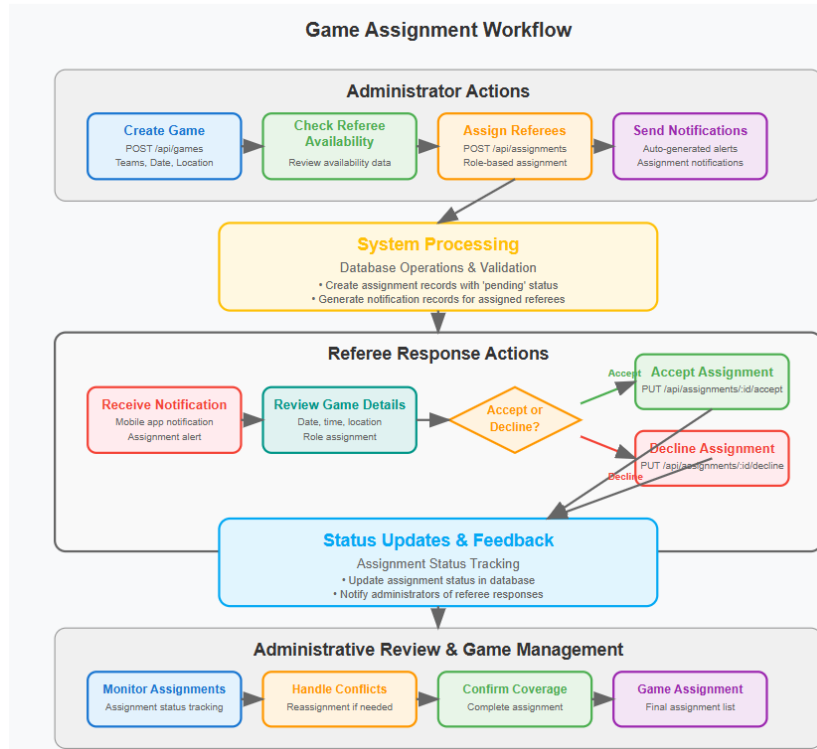 Game Assignment Workflow
Administrator Actions
Create Game
POST /api/games
Teams, Date, Location
Check Referee
Availability
Review availability data
Assign Referees
POST /api/assignments
Role-based assignment
Send Notifications
Auto-generated alerts
Assignment notifications
System Processing
Database Operations & Validation
• Create assignment records with 'pending' status
• Generate notification records for assigned referees
Referee Response Actions
Receive Notification
Mobile app notification
Assignment alert
Review Game Details
Date, time, location
Role assignment
Accept or
Decline?
Accept
Accept Assignment
PUT /api/assignments/:id/accept
Decline
Decline Assignment
PUT /api/assignments/:id/decline
Status Updates & Feedback
Assignment Status Tracking
• Update assignment status in database
• Notify administrators of referee responses
Administrative Review & Game Management
Monitor Assignments
Assignment status tracking
Handle Conflicts
Reassignment if needed
Confirm Coverage
Complete assignment
Game Assignment
Final assignment list